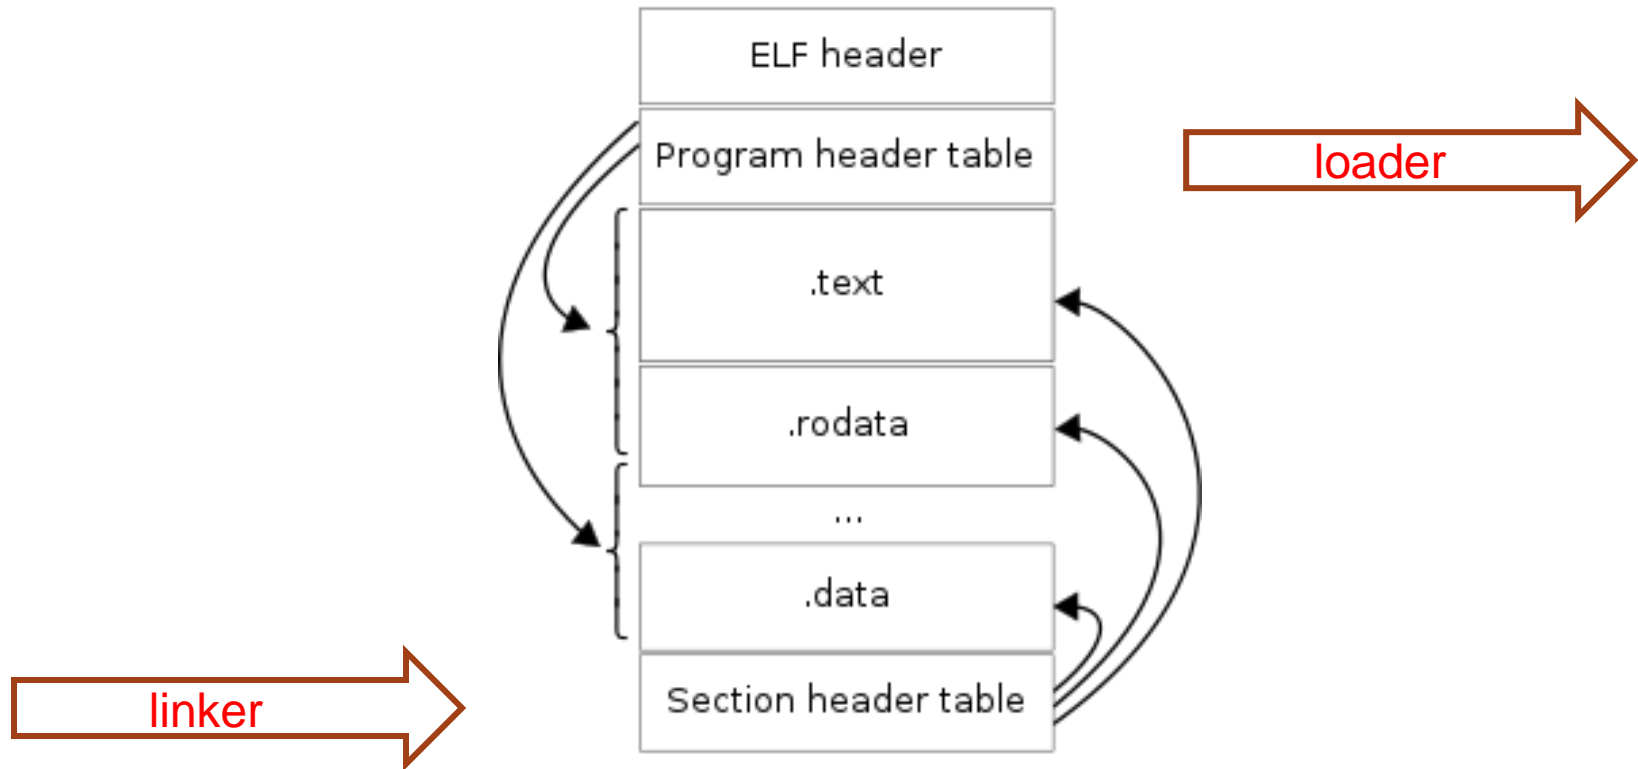 ELF header
Program header table
loader
.text
.rodata
...
.data
Section header table
linker